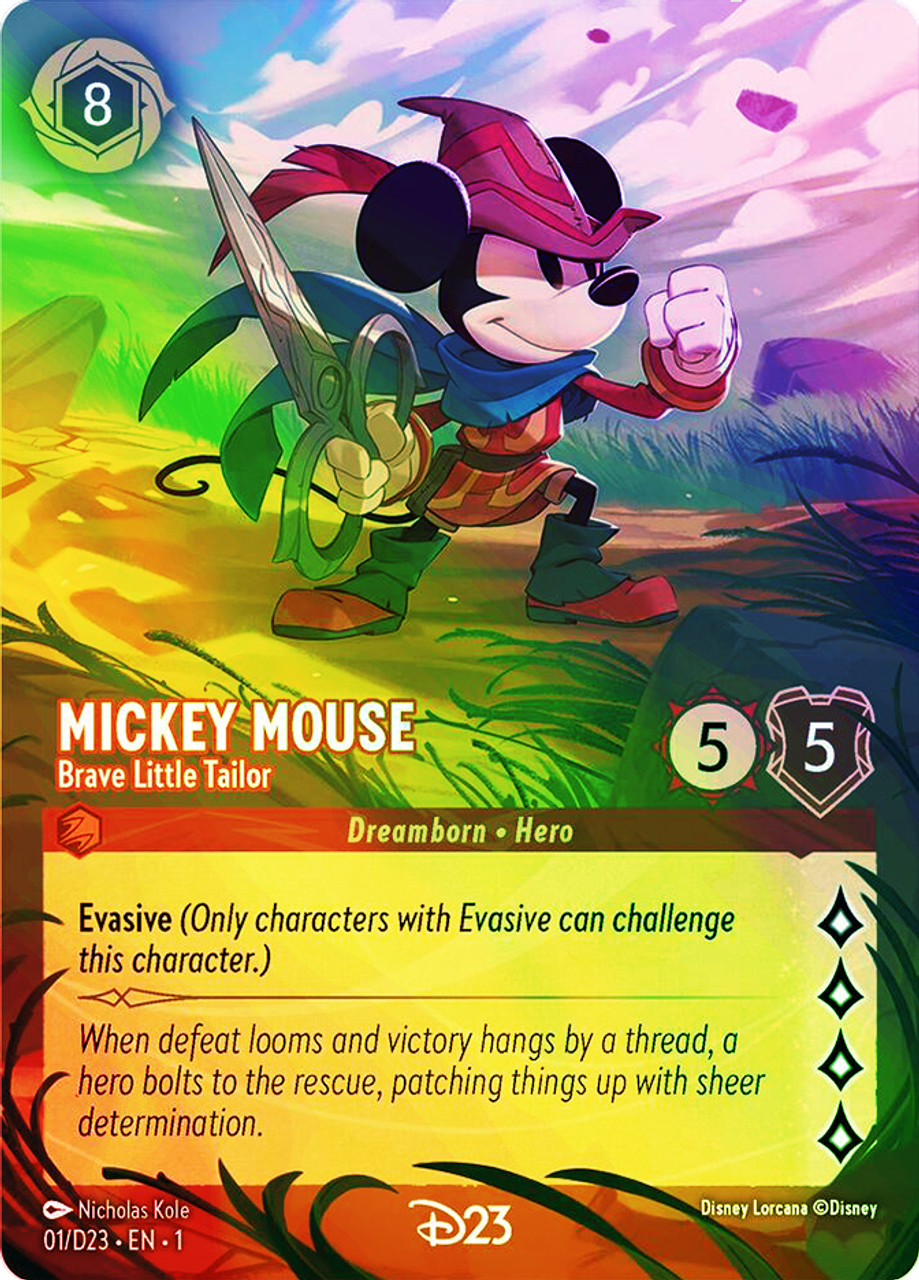 8
MICKEY MOUSE
Brave Little Tailor
5 5
Dreamborn • Hero
Evasive (Only characters with Evasive can challenge
this character.)
When defeat looms and victory hangs by a thread, a
hero bolts to the rescue, patching things up with sheer
determination.
Nicholas Kole
01/D23 • EN • 1
D23
Disney Lorcana ©Disney